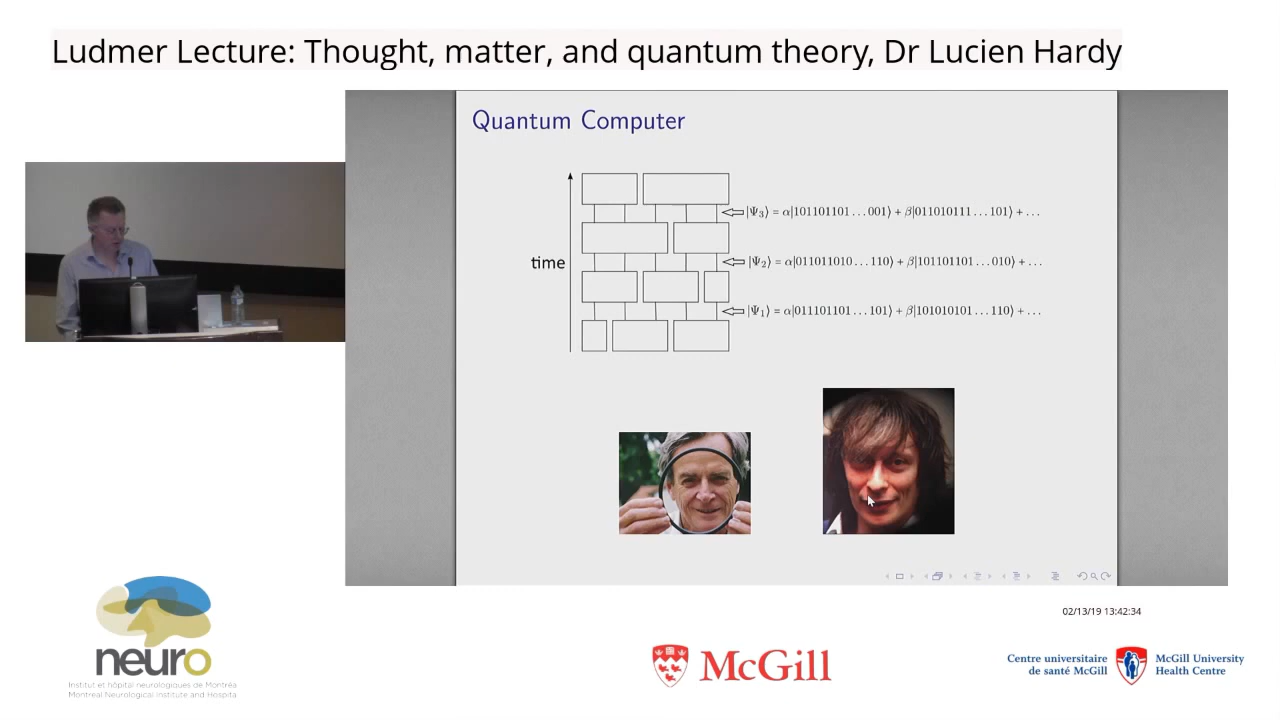 Ludmer Lecture: Thought, matter, and quantum theory, Dr Lucien Hardy
Quantum Computer
time
|Ψ₃⟩ = α|101101101…001⟩ + β|011010111…101⟩ + …
|Ψ₂⟩ = α|011011010…110⟩ + β|101101101…010⟩ + …
|Ψ₁⟩ = α|011101101…101⟩ + β|101010101…110⟩ + …
02/13/19 13:42:34
neuro
Institut et hôpital neurologiques de Montréal
Montreal Neurological Institute and Hospital
McGill
Centre universitaire
de santé McGill
McGill University
Health Centre